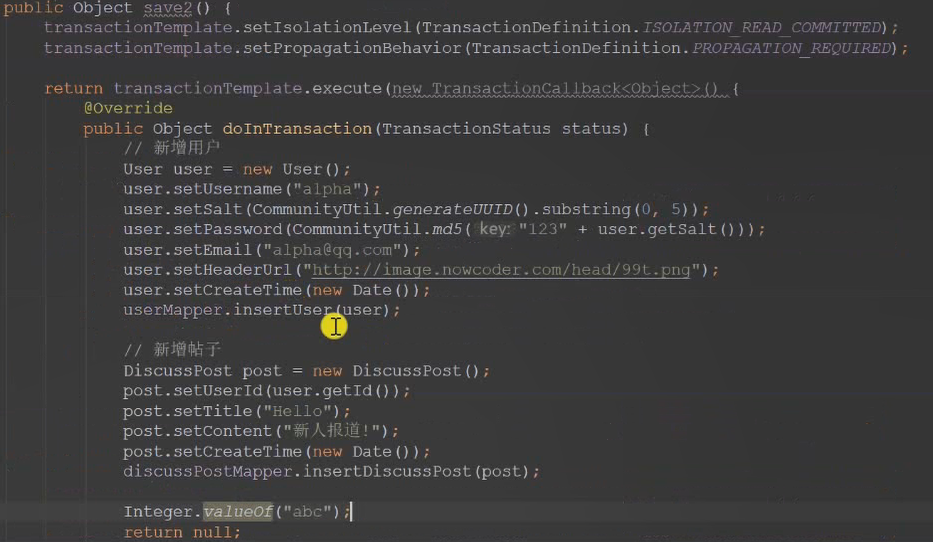 public Object save2() {
transactionTemplate.setIsolationLevel(TransactionDefinition.ISOLATION_READ_COMMITTED);
transactionTemplate.setPropagationBehavior(TransactionDefinition.PROPAGATION_REQUIRED);
return transactionTemplate.execute(new TransactionCallback<Object>() {
@Override
public Object doInTransaction(TransactionStatus status) {
// 新增用户
User user = new User();
user.setUsername("alpha");
user.setSalt(CommunityUtil.generateUUID().substring(0, 5));
user.setPassword(CommunityUtil.md5( key: "123" + user.getSalt()));
user.setEmail("alpha@qq.com");
user.setHeaderUrl("http://image.nowcoder.com/head/99t.png");
user.setCreateTime(new Date());
userMapper.insertUser(user);
// 新增帖子
DiscussPost post = new DiscussPost();
post.setUserId(user.getId());
post.setTitle("Hello");
post.setContent("新人报道!");
post.setCreateTime(new Date());
discussPostMapper.insertDiscussPost(post);
Integer.valueOf("abc");
return null;